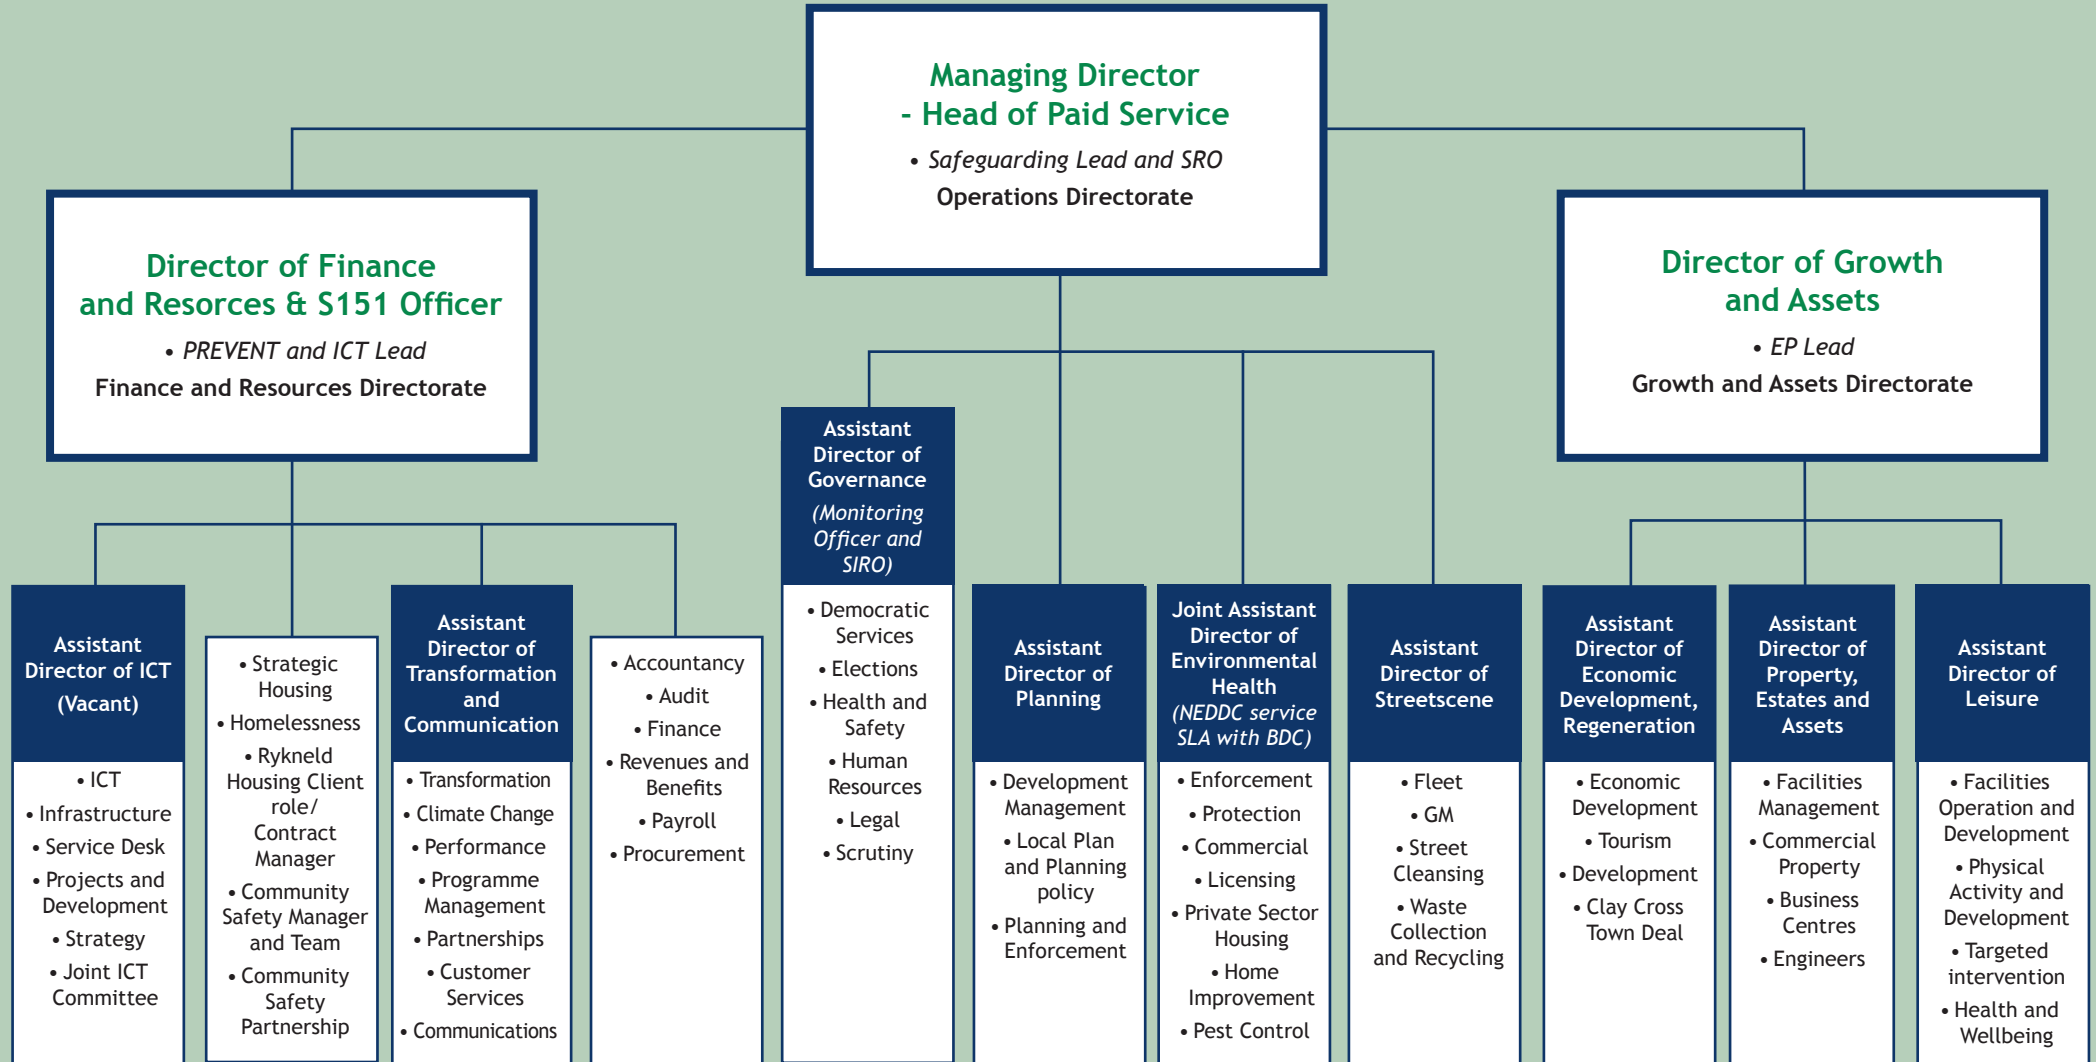 Managing Director
- Head of Paid Service
• Safeguarding Lead and SRO
Operations Directorate
Director of Finance
and Resorces & S151 Officer
• PREVENT and ICT Lead
Finance and Resources Directorate
Director of Growth
and Assets
• EP Lead
Growth and Assets Directorate
Assistant
Director of ICT
(Vacant)
• ICT
• Infrastructure
• Service Desk
• Projects and
Development
• Strategy
• Joint ICT
Committee
• Strategic
Housing
• Homelessness
• Rykneld
Housing Client
role/
Contract
Manager
• Community
Safety Manager
and Team
• Community
Safety
Partnership
Assistant
Director of
Transformation
and
Communication
• Transformation
• Climate Change
• Performance
• Programme
Management
• Partnerships
• Customer
Services
• Communications
• Accountancy
• Audit
• Finance
• Revenues and
Benefits
• Payroll
• Procurement
Assistant
Director of
Governance
(Monitoring
Officer and
SIRO)
• Democratic
Services
• Elections
• Health and
Safety
• Human
Resources
• Legal
• Scrutiny
Assistant
Director of
Planning
• Development
Management
• Local Plan
and Planning
policy
• Planning and
Enforcement
Joint Assistant
Director of
Environmental
Health
(NEDDC service
SLA with BDC)
• Enforcement
• Protection
• Commercial
• Licensing
• Private Sector
Housing
• Home
Improvement
• Pest Control
Assistant
Director of
Streetscene
• Fleet
• GM
• Street
Cleansing
• Waste
Collection
and Recycling
Assistant
Director of
Economic
Development,
Regeneration
• Economic
Development
• Tourism
• Development
• Clay Cross
Town Deal
Assistant
Director of
Property,
Estates and
Assets
• Facilities
Management
• Commercial
Property
• Business
Centres
• Engineers
Assistant
Director of
Leisure
• Facilities
Operation and
Development
• Physical
Activity and
Development
• Targeted
intervention
• Health and
Wellbeing